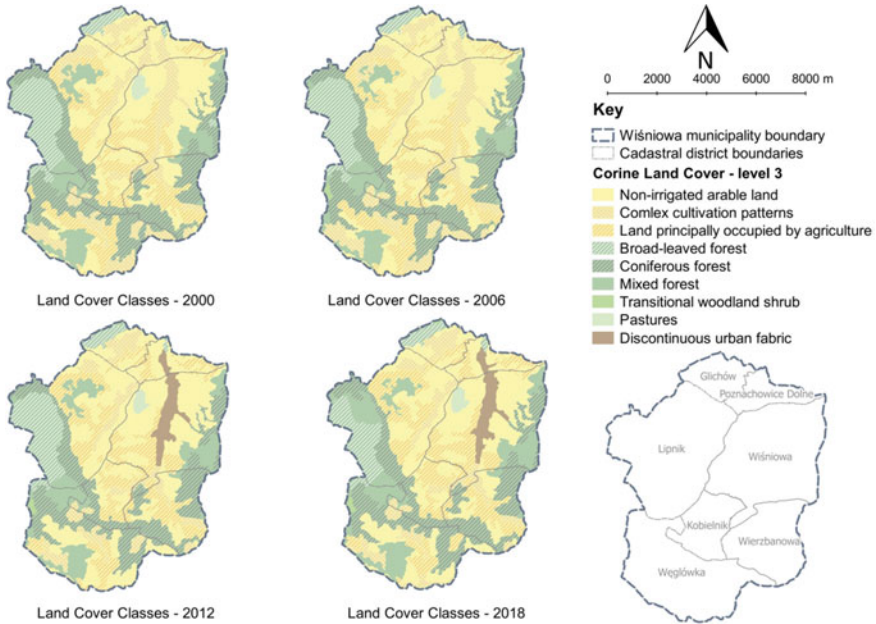 N
0 2000 4000 6000 8000 m
Key
Wiśniowa municipality boundary
Cadastral district boundaries
Corine Land Cover - level 3
Non-irrigated arable land
Comlex cultivation patterns
Land principally occupied by agriculture
Broad-leaved forest
Coniferous forest
Mixed forest
Transitional woodland shrub
Pastures
Discontinuous urban fabric
Land Cover Classes - 2000
Land Cover Classes - 2006
Land Cover Classes - 2012
Land Cover Classes - 2018
Glichów
Poznachowice Dolne
Lipnik
Wiśniowa
Kobielnik
Wierzbanowa
Węglówka